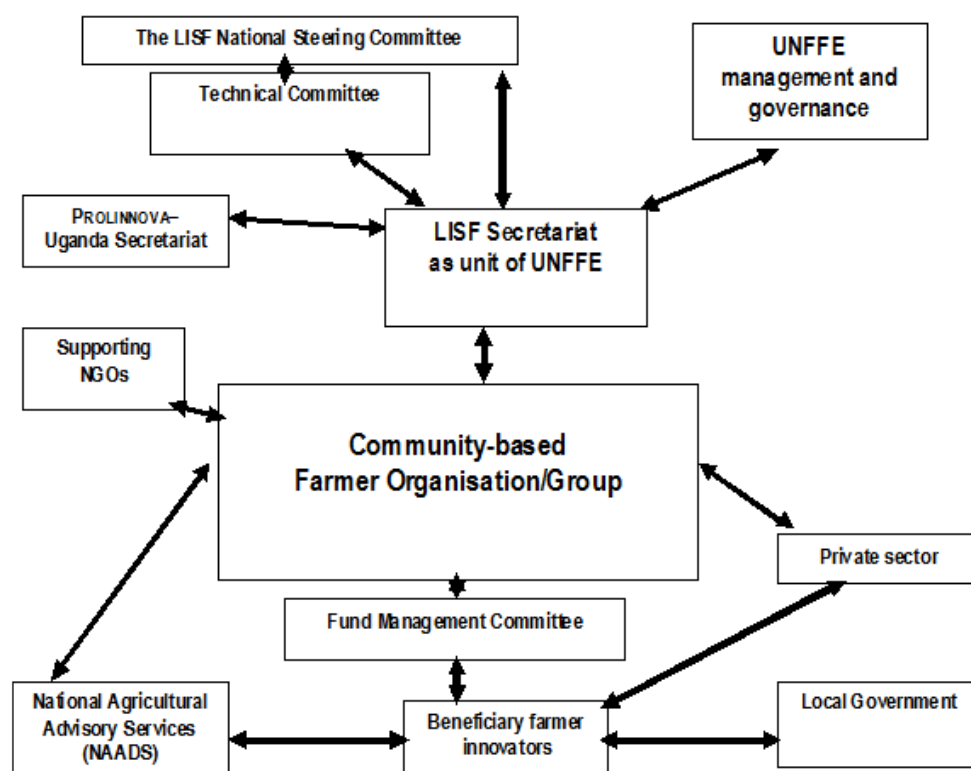 The LISF National Steering Committee
Technical Committee
UNFFE
management and
governance
PROLINNOVA–
Uganda Secretariat
LISF Secretariat
as unit of UNFFE
Supporting
NGOs
Community-based
Farmer Organisation/Group
Private sector
Fund Management Committee
National Agricultural
Advisory Services
(NAADS)
Beneficiary farmer
innovators
Local Government